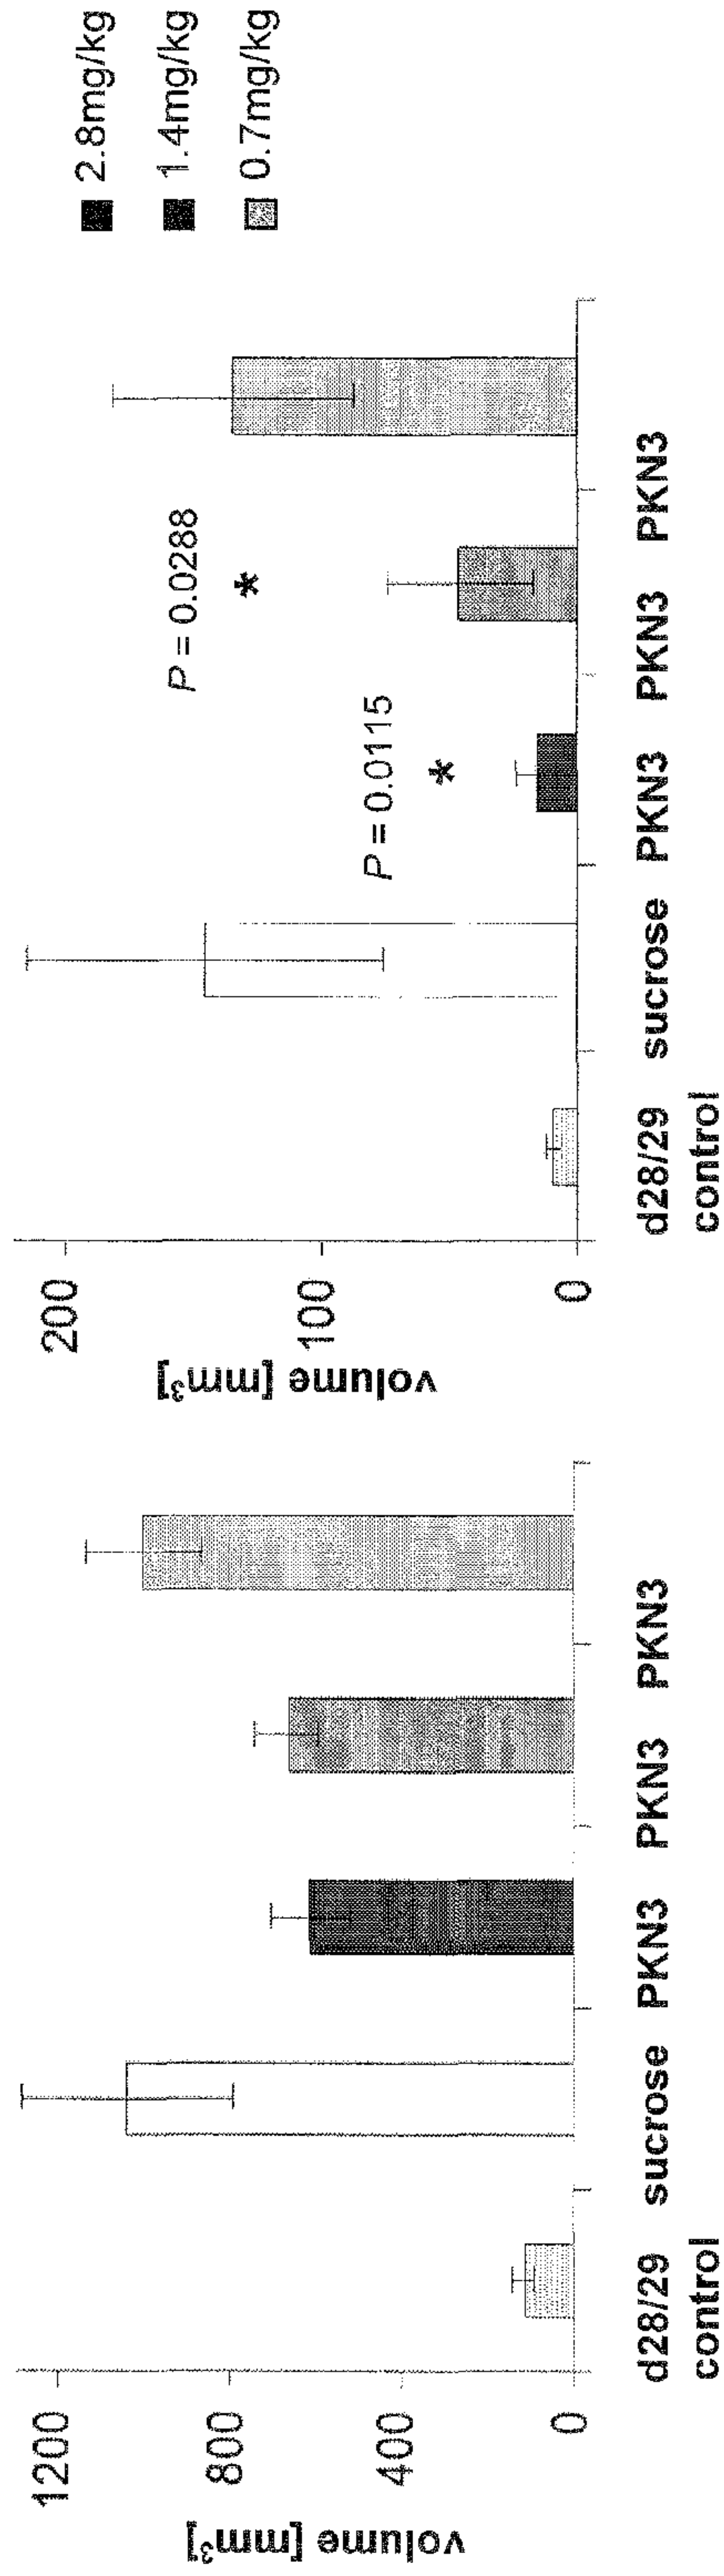 volume [mm³]
1200
800
400
0
d28/29 sucrose PKN3 PKN3 PKN3
control
volume [mm³]
200
100
0
P = 0.0115
*
P = 0.0288
*
d28/29 sucrose PKN3 PKN3 PKN3
control
2.8mg/kg
1.4mg/kg
0.7mg/kg